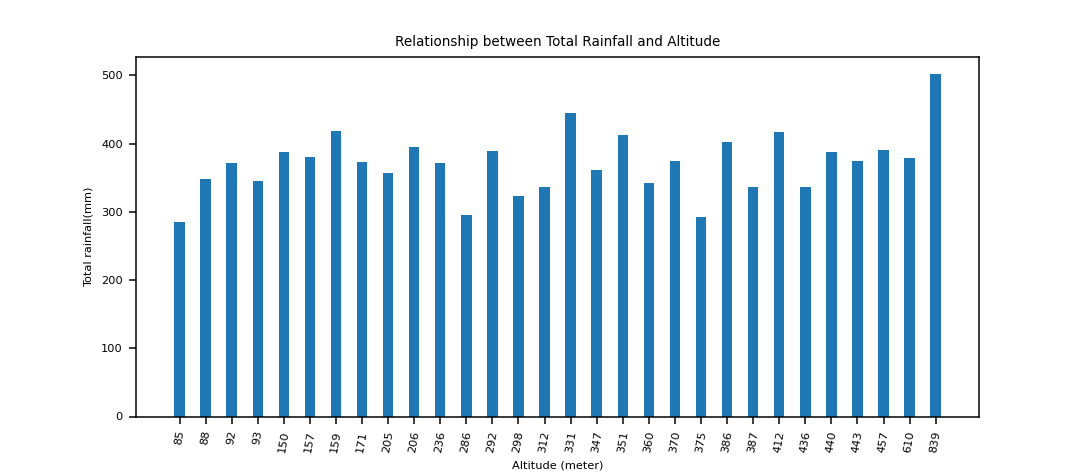 Relationship between Total Rainfall and Altitude
500
400
300
200
100
0
Total rainfall(mm)
85 88 92 93 150 157 159 171 205 206 236 286 292 298 312 331 347 351 360 370 375 386 387 412 436 440 443 457 610 839
Altitude (meter)